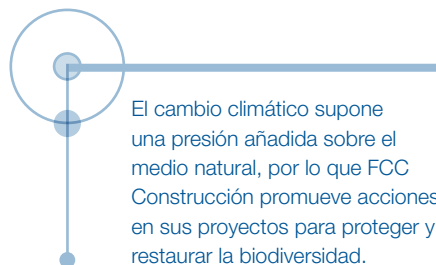 El cambio climático supone
una presión añadida sobre el
medio natural, por lo que FCC
Construcción promueve acciones
en sus proyectos para proteger y
restaurar la biodiversidad.